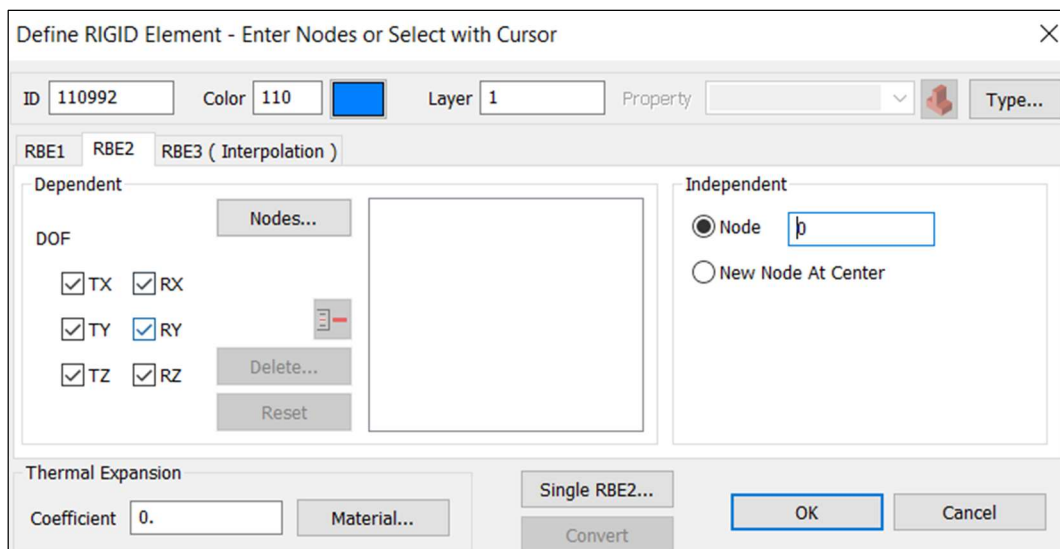 Define RIGID Element - Enter Nodes or Select with Cursor
ID 110992 Color 110 Layer 1 Property Type...
RBE1 RBE2 RBE3 ( Interpolation )
Dependent
Nodes...
DOF
TX RX
TY RY
TZ RZ
Delete...
Reset
Independent
Node 0
New Node At Center
Thermal Expansion
Coefficient 0. Material...
Single RBE2...
Convert
OK Cancel